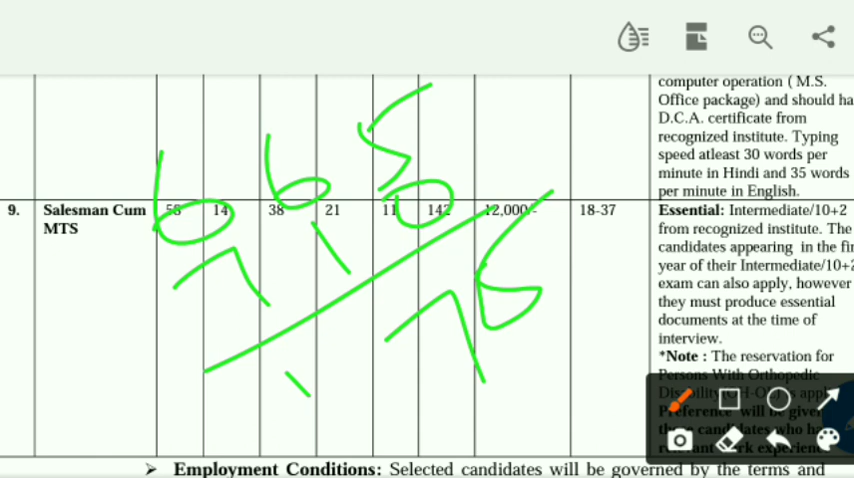 computer operation ( M.S.
Office package) and should ha
D.C.A. certificate from
recognized institute. Typing
speed atleast 30 words per
minute in Hindi and 35 words
per minute in English.
9. Salesman Cum MTS 58 14 38 21 11 142 12,000/- 18-37
Essential: Intermediate/10+2
from recognized institute. The
candidates appearing in the fin
year of their Intermediate/10+2
exam can also apply, however
they must produce essential
documents at the time of
interview.
*Note : The reservation for
Persons With Orthopedic
➢ Employment Conditions: Selected candidates will be governed by the terms and